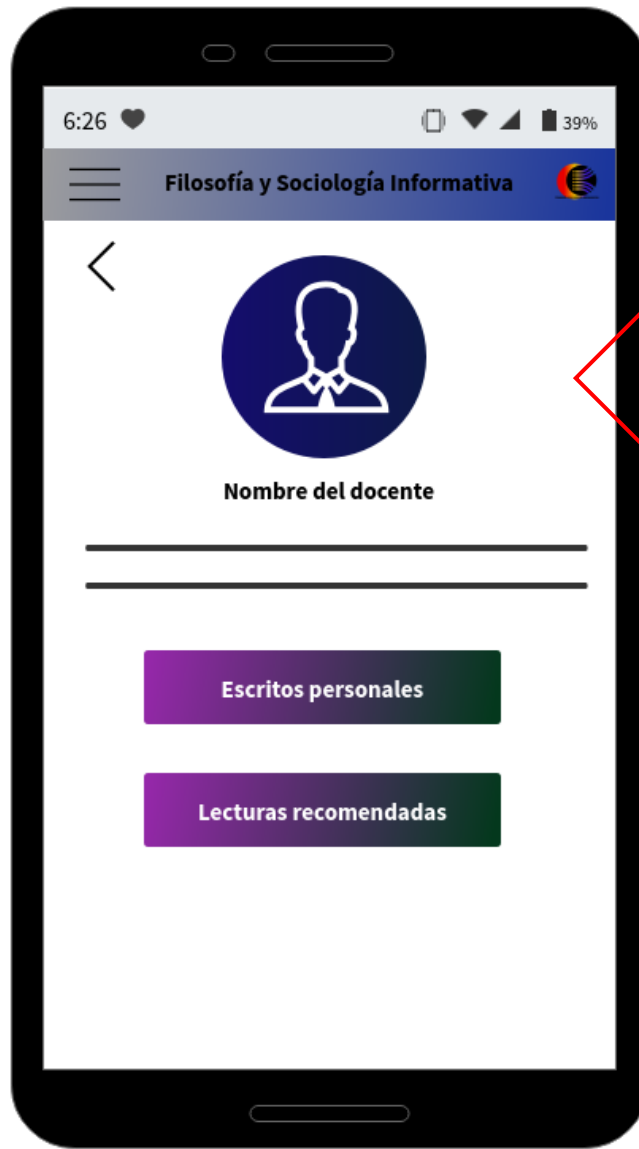 6:26
39%
Filosofía y Sociología Informativa
Nombre del docente
Escritos personales
Lecturas recomendadas